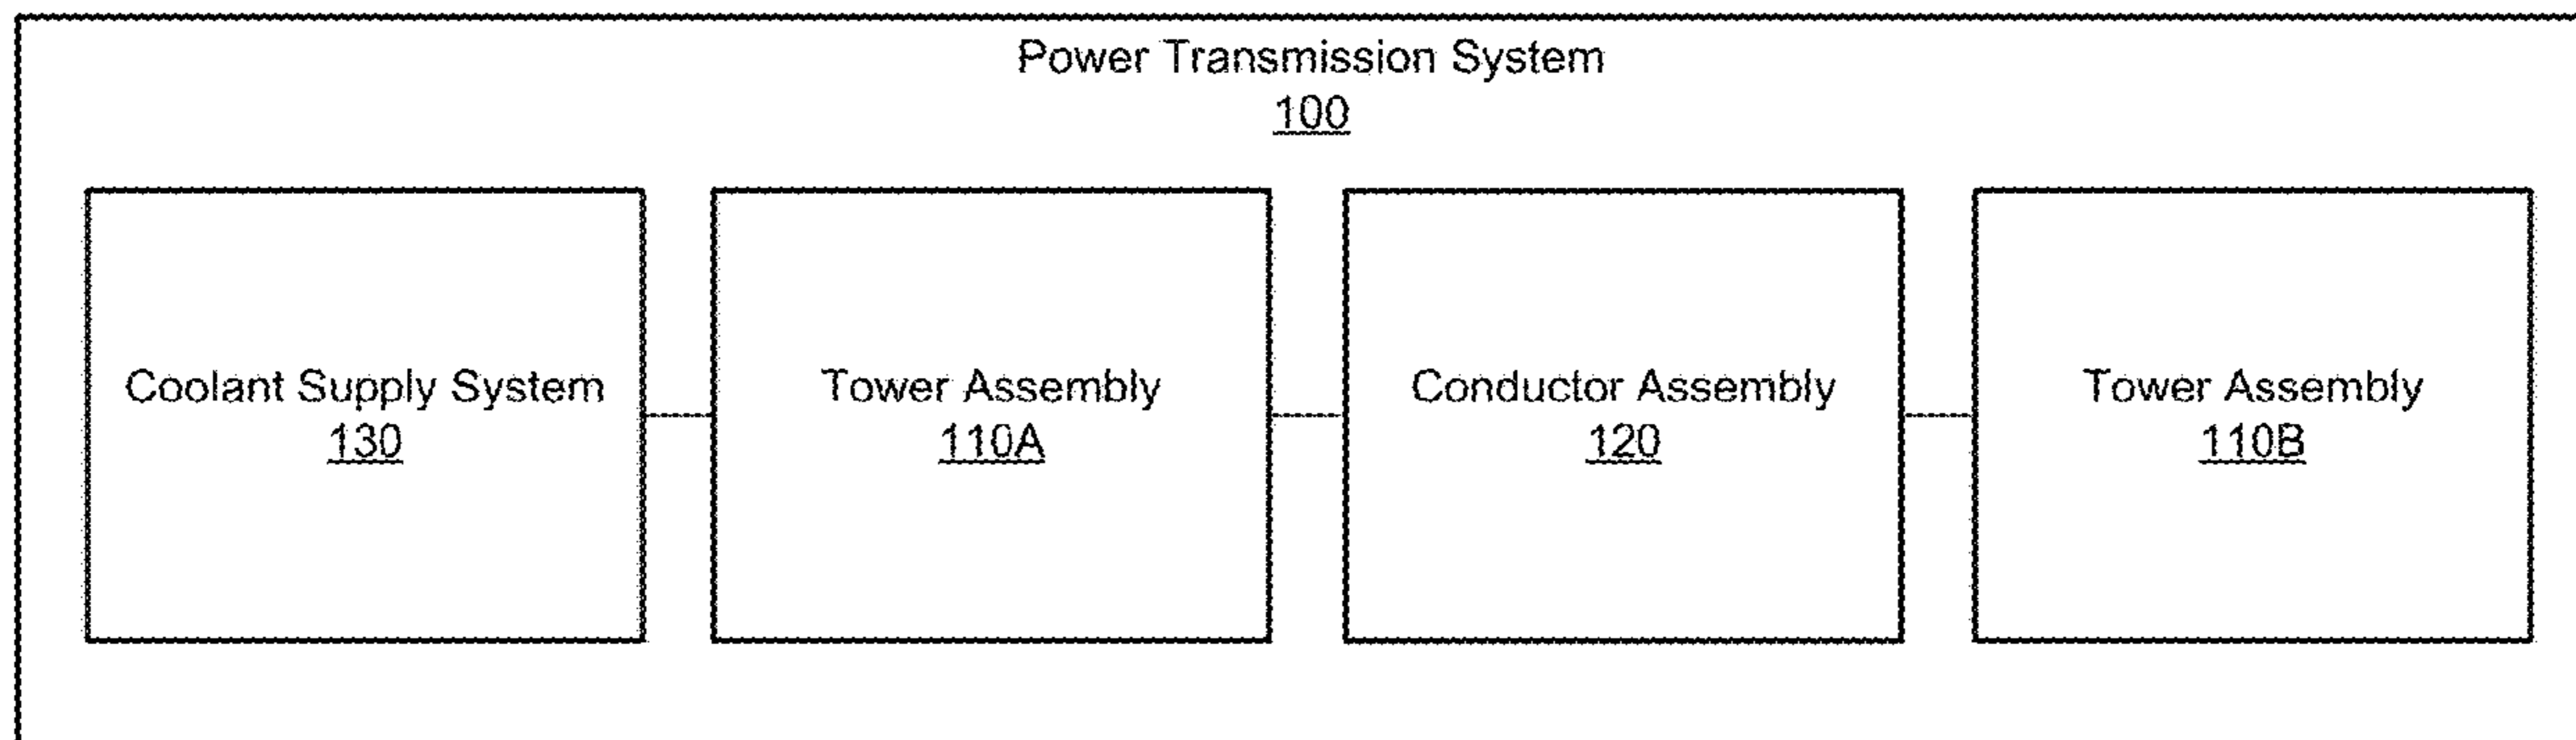 Power Transmission System
100
Coolant Supply System
130
Tower Assembly
110A
Conductor Assembly
120
Tower Assembly
110B